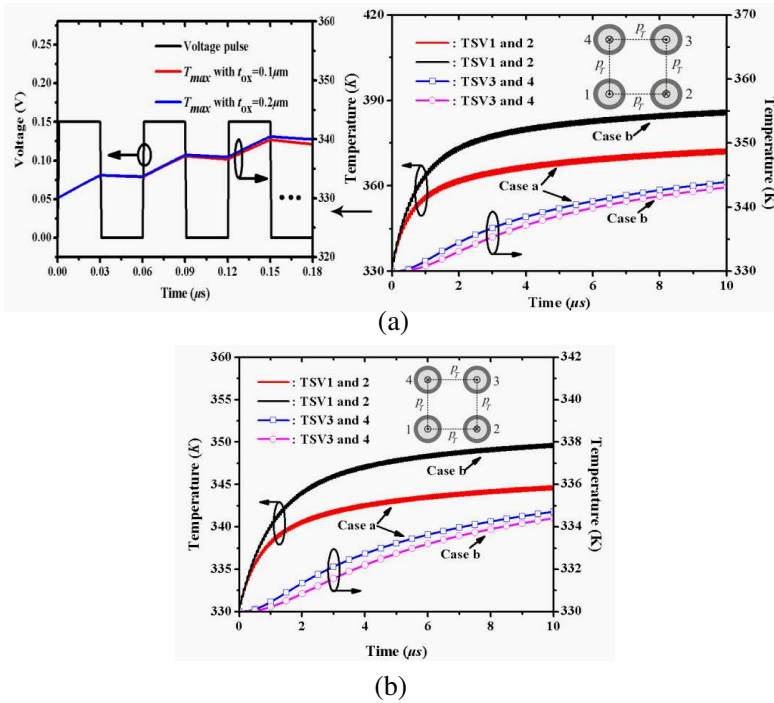 0.25
0.20
0.15
0.10
0.05
0.00
Voltage (V)
Voltage pulse
T_max with t_ox=0.1μm
T_max with t_ox=0.2μm
360
350
340
330
320
Temperature (K)
0.00 0.03 0.06 0.09 0.12 0.15 0.18
Time (μs)
420
390
360
330
: TSV1 and 2
: TSV1 and 2
: TSV3 and 4
: TSV3 and 4
4 p_T 3
p_T p_T
1 p_T 2
Case b
Case a
Case b
370
360
350
340
330
Temperature (K)
0 2 4 6 8 10
Time (μs)
(a)
360
355
350
345
340
335
330
Temperature (K)
: TSV1 and 2
: TSV1 and 2
: TSV3 and 4
: TSV3 and 4
4 p_T 3
p_T p_T
1 p_T 2
Case b
Case a
Case b
342
340
338
336
334
332
330
Temperature (K)
0 2 4 6 8 10
Time (μs)
(b)